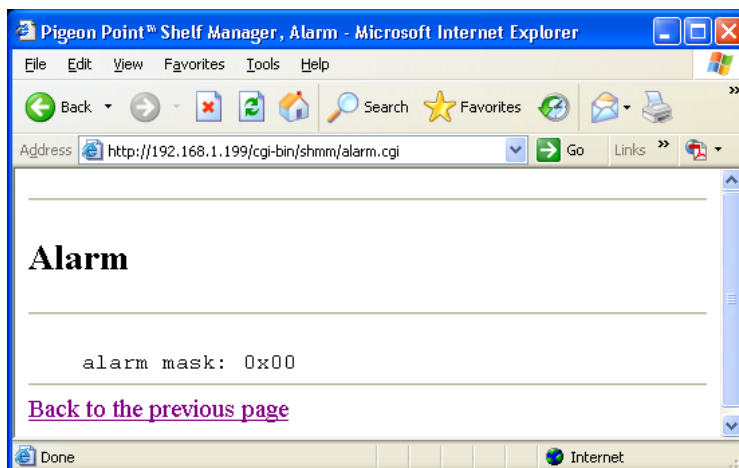 Pigeon Point™ Shelf Manager, Alarm - Microsoft Internet Explorer
File Edit View Favorites Tools Help
Back Search Favorites »
Address http://192.168.1.199/cgi-bin/shmm/alarm.cgi Go Links »
Alarm
alarm mask: 0x00
Back to the previous page
Done Internet